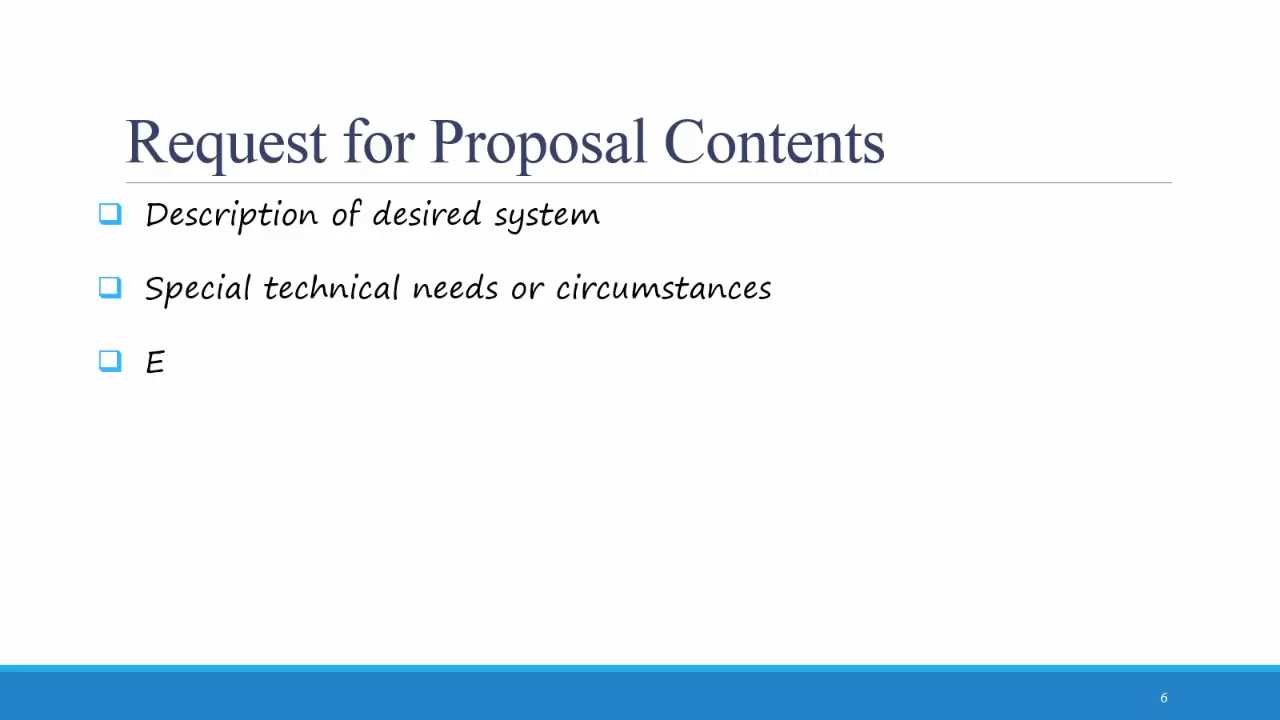 Request for Proposal Contents
Description of desired system
Special technical needs or circumstances
E
6